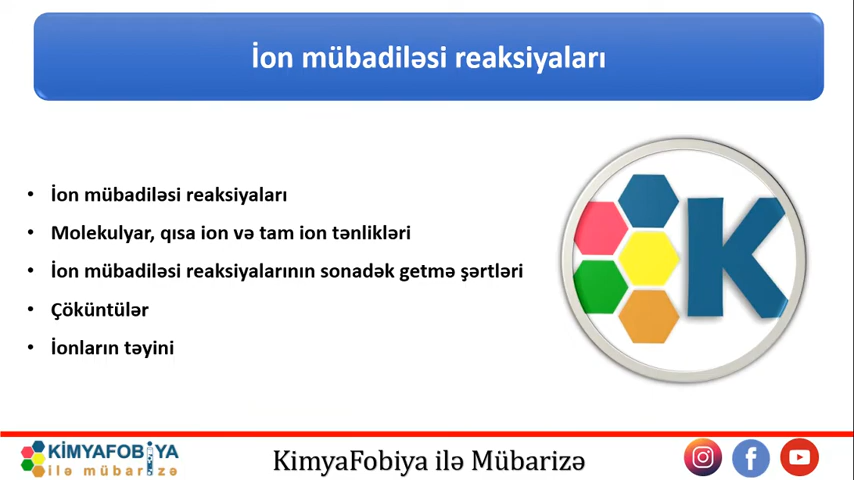 İon mübadiləsi reaksiyaları
• İon mübadiləsi reaksiyaları
• Molekulyar, qısa ion və tam ion tənlikləri
• İon mübadiləsi reaksiyalarının sonadək getmə şərtləri
• Çöküntülər
• İonların təyini
K
KİMYAFOBİYA
ilə mübarizə
KimyaFobiya ilə Mübarizə